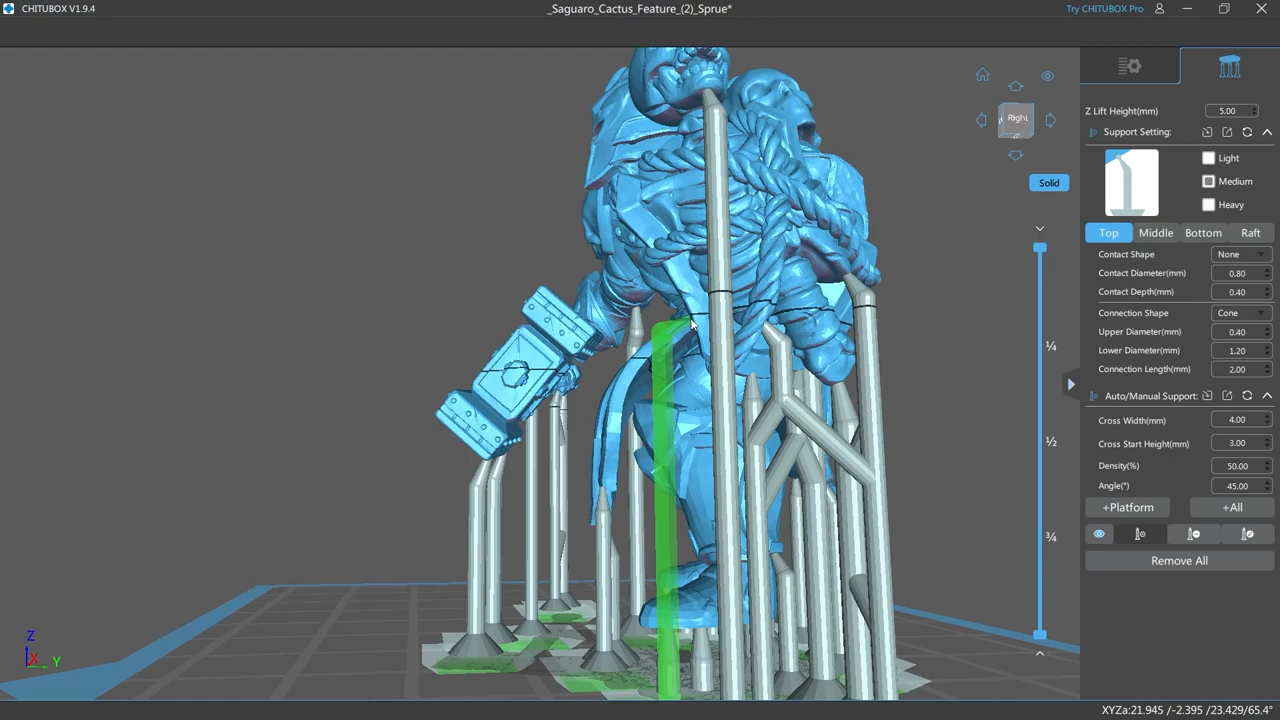 CHITUBOX V1.9.4
_Saguaro_Cactus_Feature_(2)_Sprue*
Try CHITUBOX Pro
Right
Solid
¼
½
¾
Z
X
Y
Z Lift Height(mm) 5.00
Support Setting:
Light
Medium
Heavy
Top Middle Bottom Raft
Contact Shape None
Contact Diameter(mm) 0.80
Contact Depth(mm) 0.40
Connection Shape Cone
Upper Diameter(mm) 0.40
Lower Diameter(mm) 1.20
Connection Length(mm) 2.00
Auto/Manual Support:
Cross Width(mm) 4.00
Cross Start Height(mm) 3.00
Density(%) 50.00
Angle(°) 45.00
+Platform +All
Remove All
XYZa:21.945 /-2.395 /23.429/65.4°